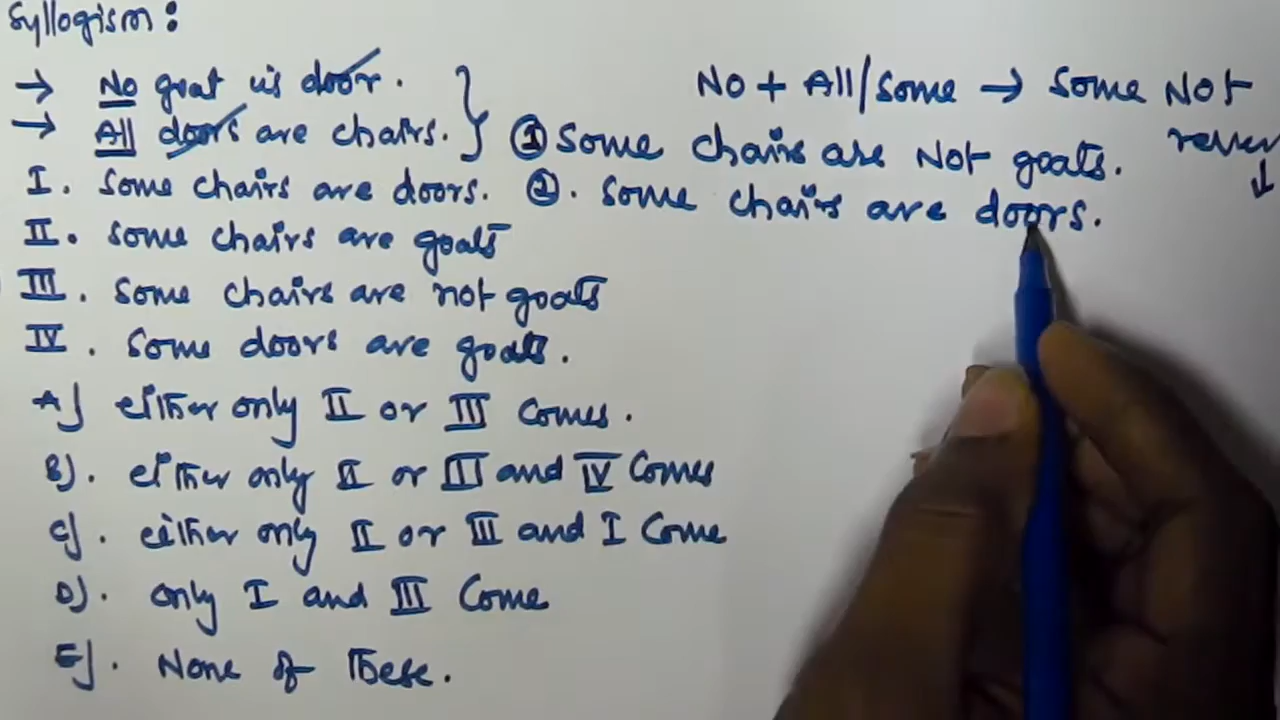 Syllogism:
→ No goat is door.
→ All doors are chairs.
No + All/Some → Some Not
① Some chairs are Not goats.
②. Some chairs are doors.
I. Some chairs are doors.
II. Some chairs are goats
III. Some chairs are not goats
IV. Some doors are goats.
A) either only II or III Comes.
B). either only II or III and IV Comes
C). either only II or III and I Come
D). only I and III Come
E). None of These.